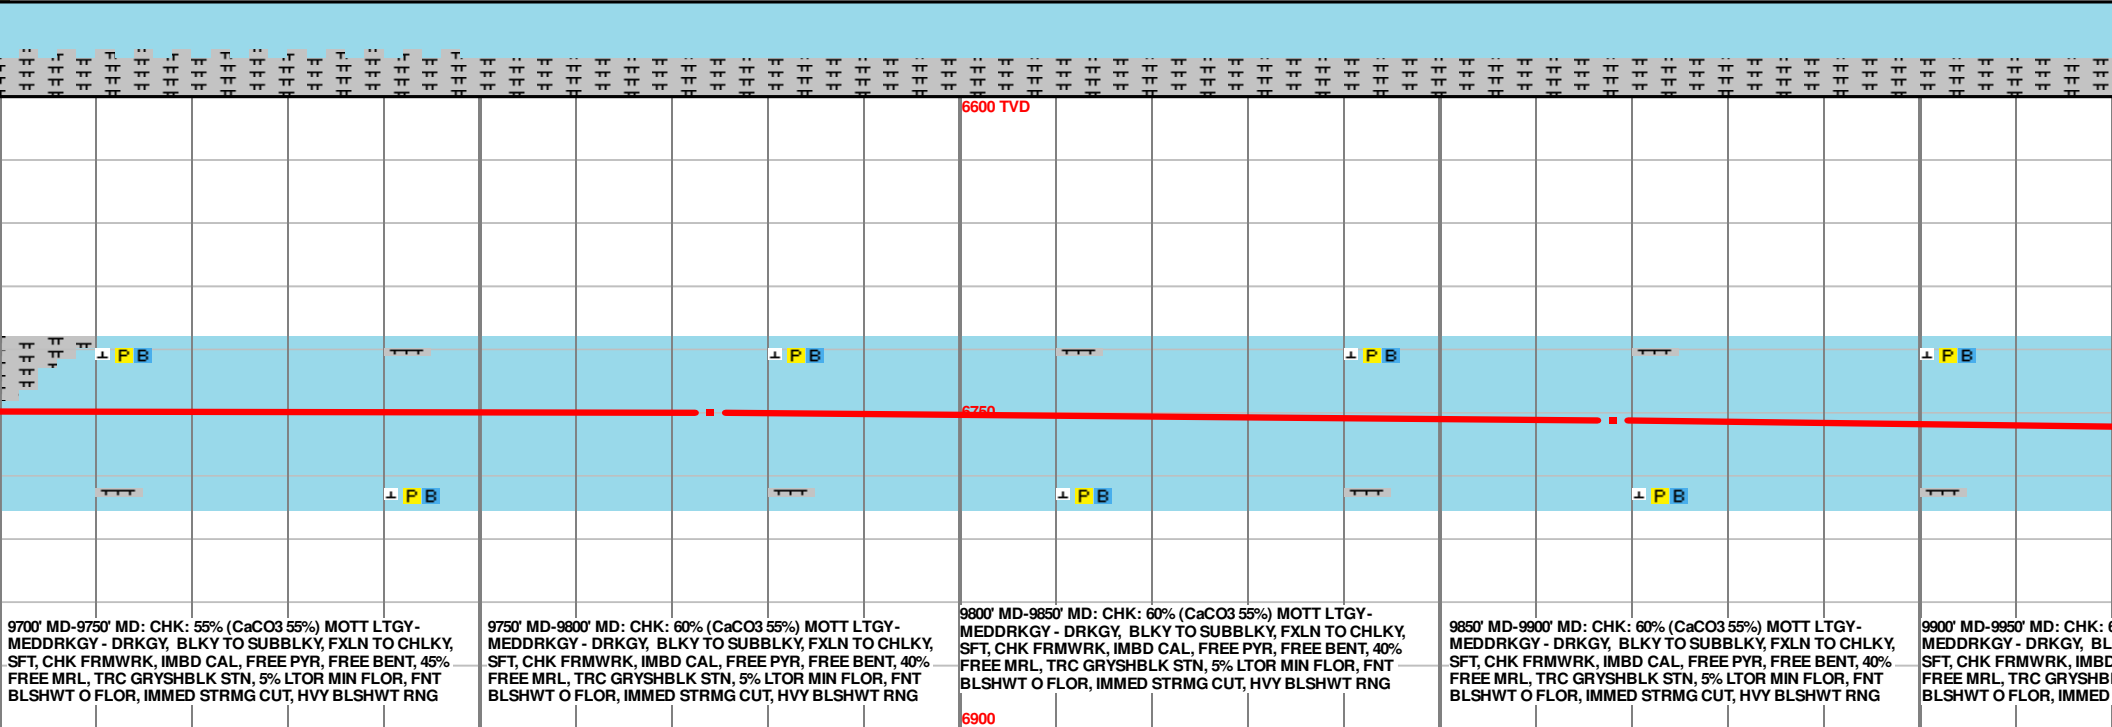 6600 TVD
P B
P B
P B
P B
6750
P B
P B
P B
9700' MD-9750' MD: CHK: 55% (CaCO3 55%) MOTT LTGY-
MEDDRKGY - DRKGY, BLKY TO SUBBLKY, FXLN TO CHLKY,
SFT, CHK FRMWRK, IMBD CAL, FREE PYR, FREE BENT, 45%
FREE MRL, TRC GRYSHBLK STN, 5% LTOR MIN FLOR, FNT
BLSHWT O FLOR, IMMED STRMG CUT, HVY BLSHWT RNG
9750' MD-9800' MD: CHK: 60% (CaCO3 55%) MOTT LTGY-
MEDDRKGY - DRKGY, BLKY TO SUBBLKY, FXLN TO CHLKY,
SFT, CHK FRMWRK, IMBD CAL, FREE PYR, FREE BENT, 40%
FREE MRL, TRC GRYSHBLK STN, 5% LTOR MIN FLOR, FNT
BLSHWT O FLOR, IMMED STRMG CUT, HVY BLSHWT RNG
9800' MD-9850' MD: CHK: 60% (CaCO3 55%) MOTT LTGY-
MEDDRKGY - DRKGY, BLKY TO SUBBLKY, FXLN TO CHLKY,
SFT, CHK FRMWRK, IMBD CAL, FREE PYR, FREE BENT, 40%
FREE MRL, TRC GRYSHBLK STN, 5% LTOR MIN FLOR, FNT
BLSHWT O FLOR, IMMED STRMG CUT, HVY BLSHWT RNG
9850' MD-9900' MD: CHK: 60% (CaCO3 55%) MOTT LTGY-
MEDDRKGY - DRKGY, BLKY TO SUBBLKY, FXLN TO CHLKY,
SFT, CHK FRMWRK, IMBD CAL, FREE PYR, FREE BENT, 40%
FREE MRL, TRC GRYSHBLK STN, 5% LTOR MIN FLOR, FNT
BLSHWT O FLOR, IMMED STRMG CUT, HVY BLSHWT RNG
9900' MD-9950' MD: CHK:
MEDDRKGY - DRKGY, BL
SFT, CHK FRMWRK, IMBD
FREE MRL, TRC GRYSHB
BLSHWT O FLOR, IMMED
6900